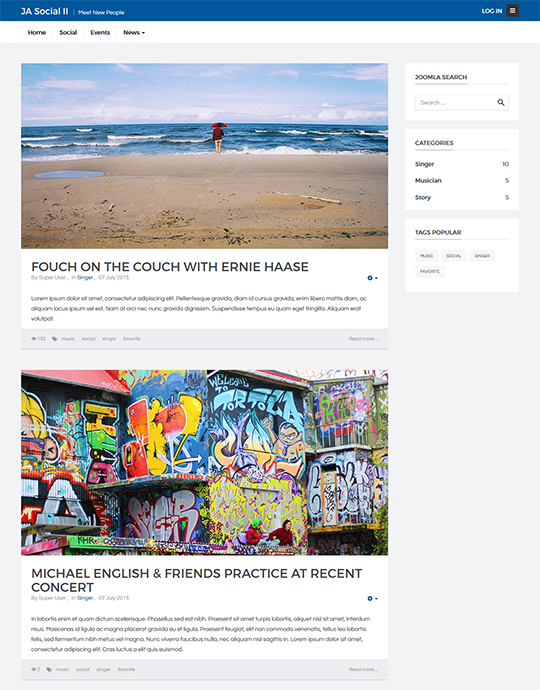 JA Social II | Meet New People
LOG IN
Home Social Events News
FOUCH ON THE COUCH WITH ERNIE HAASE
By Super User , in Singer , 07 July 2015
Lorem ipsum dolor sit amet, consectetur adipiscing elit. Pellentesque gravida, diam id cursus gravida, enim libero mattis diam, ac
aliquam lacus ipsum vel est. Nam at orci nec nunc gravida dignissim. Suspendisse tempus eu quam eget fringilla. Aliquam erat
volutpat.
102 music social singer favorite Read more ...
WELCOME
TO
TORTOLA
MICHAEL ENGLISH & FRIENDS PRACTICE AT RECENT
CONCERT
By Super User , in Singer , 07 July 2015
In lobortis enim et quam dictum scelerisque. Phasellus sed est nibh. Praesent sit amet turpis lobortis, aliquet nisl sit amet, interdum
risus. Maecenas id ligula ac magna placerat gravida eu et ligula. Praesent feugiat, elit non commodo venenatis, tellus leo lobortis
felis, sed fermentum nibh metus vel magna. Nunc viverra faucibus nulla, nec aliquam nisl sagittis in. Lorem ipsum dolor sit amet,
consectetur adipiscing elit. Cras luctus a elit quis euismod.
2 music social singer favorite Read more ...
JOOMLA SEARCH
Search ...
CATEGORIES
Singer 10
Musician 5
Story 5
TAGS POPULAR
MUSIC SOCIAL SINGER
FAVORITE